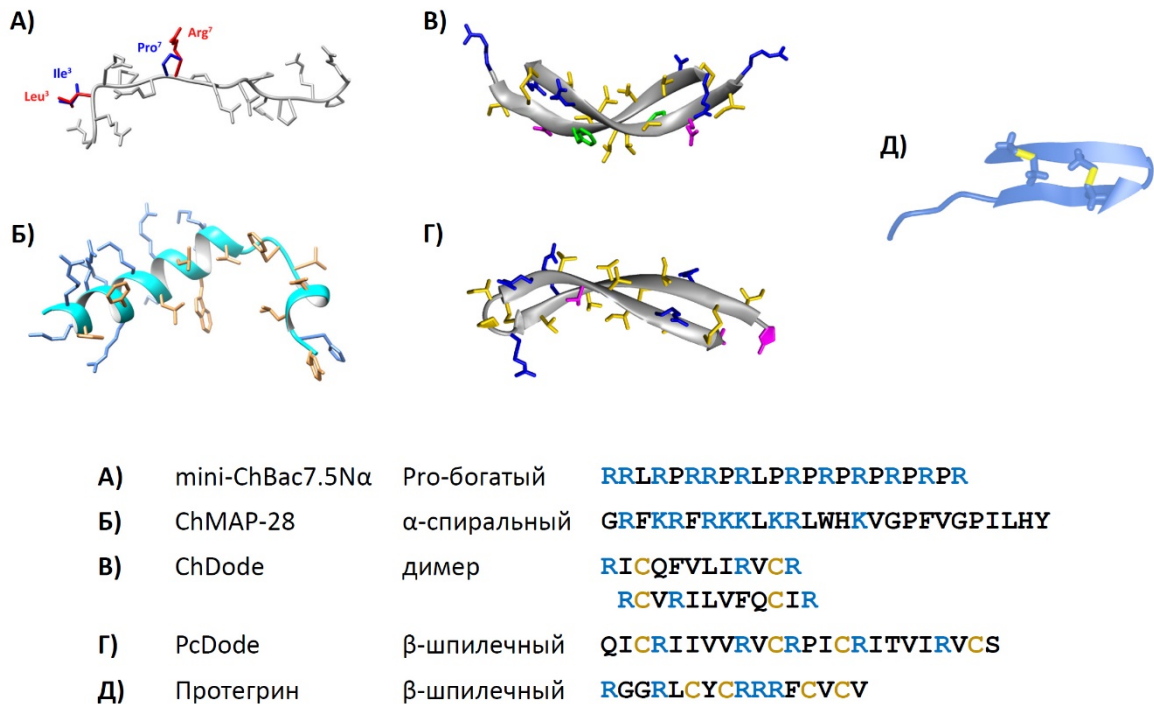 А)
Arg⁷
Pro⁷
Ile³
Leu³
В)
Д)
Б)
Г)
А) mini-ChBac7.5Nα Pro-богатый RRLRPRRPRLPRPRPRPRPRPR
Б) ChMAP-28 α-спиральный GRFKRFRKKLKRLWHKVGPFVGPILHY
В) ChDode димер RICQFVLIRVCR
RCVRILVFQCIR
Г) PcDode β-шпилечный QICRIIVVRVCRPICRITVIRVCS
Д) Протегрин β-шпилечный RGGRLCYCRRRFCVCV